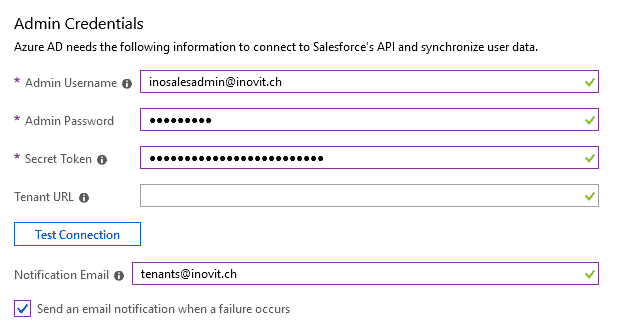 Admin Credentials
Azure AD needs the following information to connect to Salesforce's API and synchronize user data.
* Admin Username inosalesadmin@inovit.ch
* Admin Password •••••••••
* Secret Token •••••••••••••••••••••••••
Tenant URL
Test Connection
Notification Email tenants@inovit.ch
Send an email notification when a failure occurs